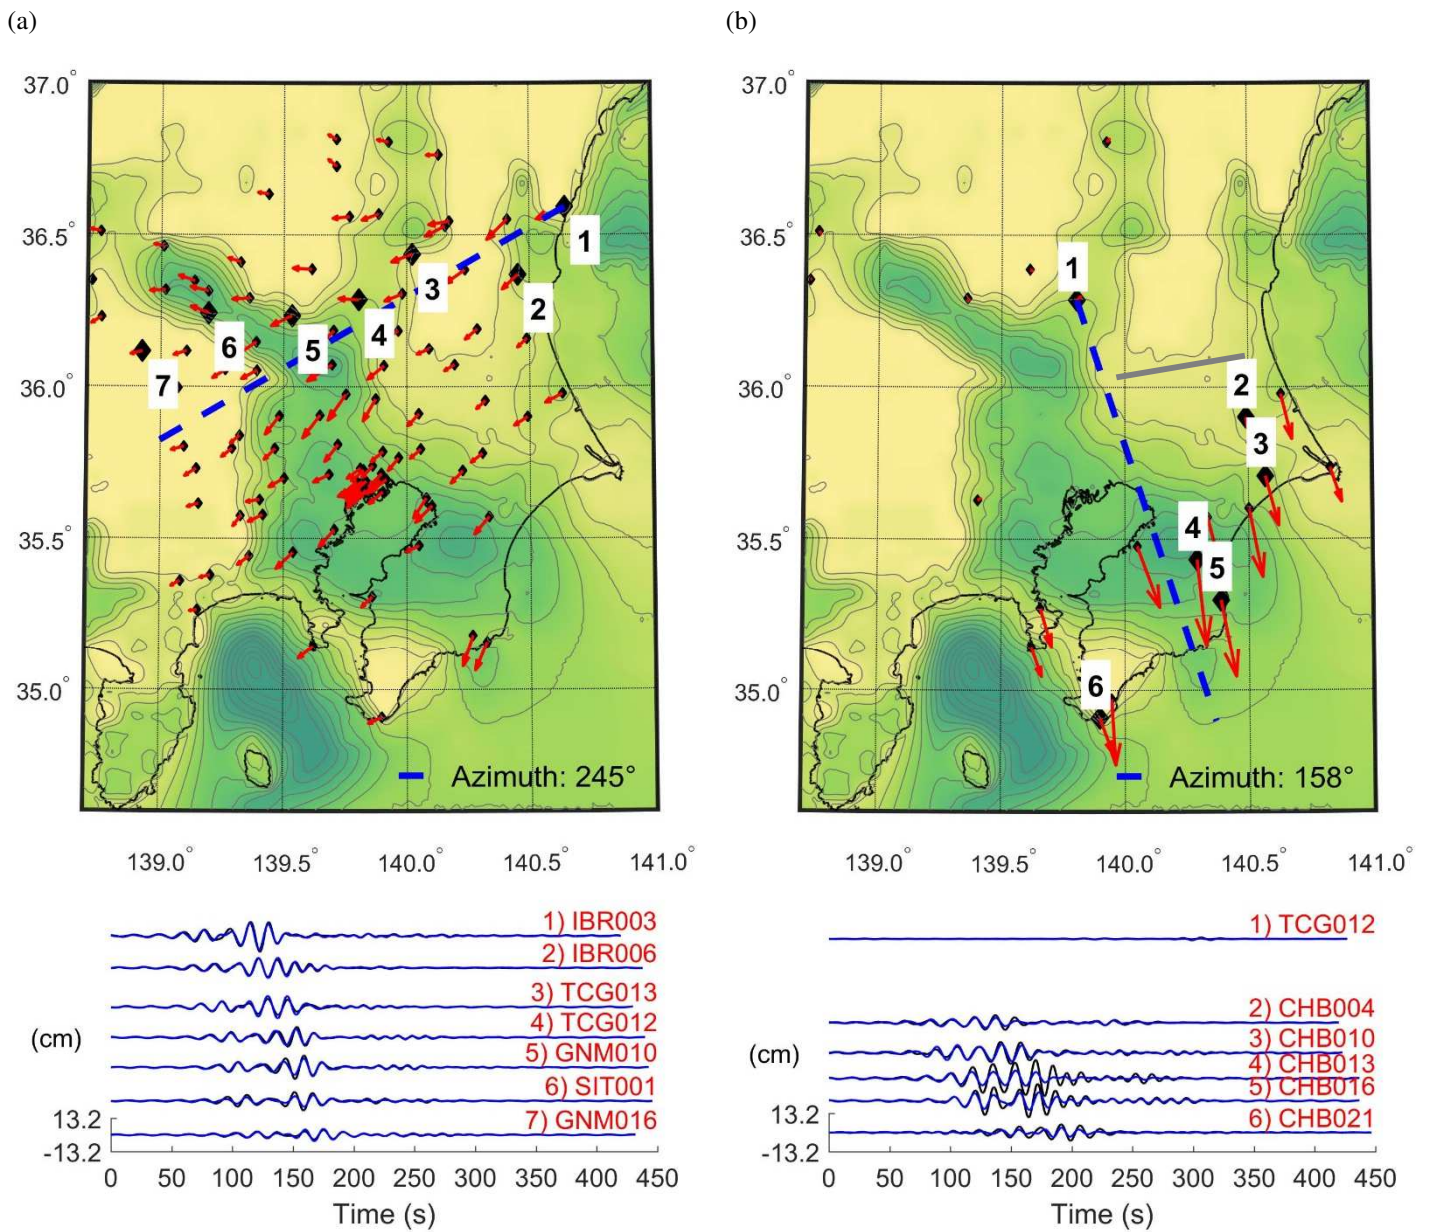 (a)
37.0°
36.5°
36.0°
35.5°
35.0°
1
2
3
4
5
6
7
Azimuth: 245°
139.0° 139.5° 140.0° 140.5° 141.0°
1) IBR003
2) IBR006
3) TCG013
4) TCG012
5) GNM010
6) SIT001
7) GNM016
(cm)
13.2
-13.2
0 50 100 150 200 250 300 350 400 450
Time (s)
(b)
37.0°
36.5°
36.0°
35.5°
35.0°
1
2
3
4
5
6
Azimuth: 158°
139.0° 139.5° 140.0° 140.5° 141.0°
1) TCG012
2) CHB004
3) CHB010
4) CHB013
5) CHB016
6) CHB021
(cm)
13.2
-13.2
0 50 100 150 200 250 300 350 400 450
Time (s)